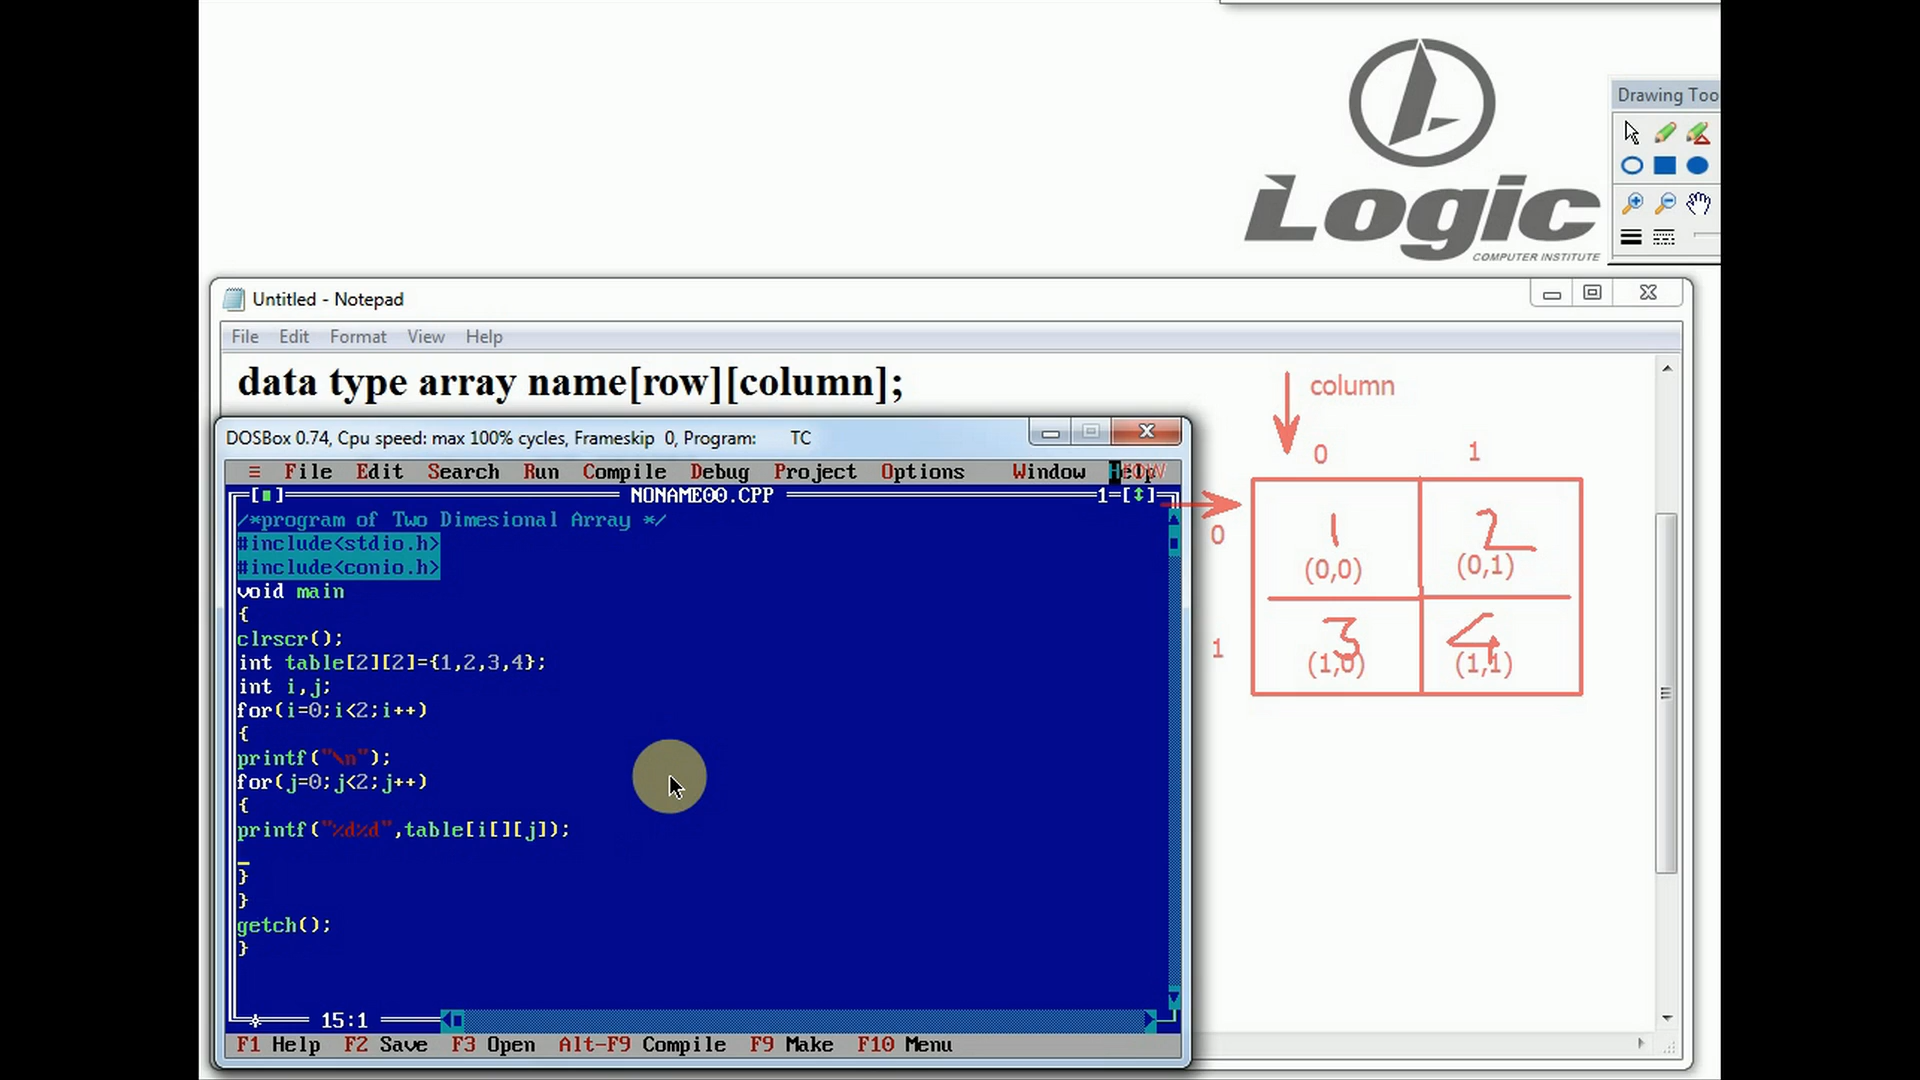 Drawing Too
Logic
COMPUTER INSTITUTE
Untitled - Notepad
File Edit Format View Help
data type array name[row][column];
column
DOSBox 0.74, Cpu speed: max 100% cycles, Frameskip 0, Program: TC
≡ File Edit Search Run Compile Debug Project Options Window Help
row
NONAME00.CPP 1=[↕]
/*program of Two Dimesional Array */
#include<stdio.h>
#include<conio.h>
void main
{
clrscr();
int table[2][2]={1,2,3,4};
int i,j;
for(i=0;i<2;i++)
{
printf("\n");
for(j=0;j<2;j++)
{
printf("%d%d",table[i[][j]);
}
}
getch();
}
15:1
F1 Help F2 Save F3 Open Alt-F9 Compile F9 Make F10 Menu
0 1
0
1 2
(0,0) (0,1)
1
3 4
(1,0) (1,1)